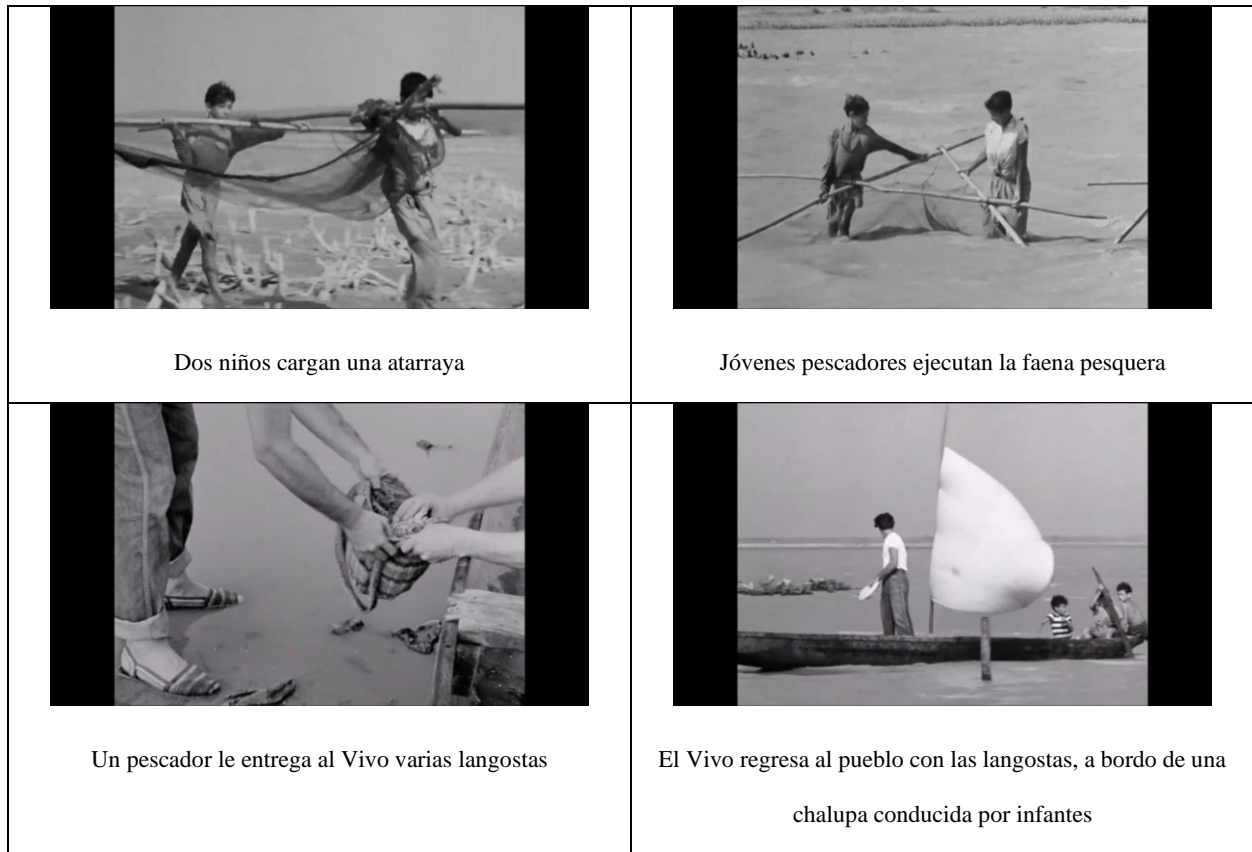 Dos niños cargan una atarraya
Jóvenes pescadores ejecutan la faena pesquera
Un pescador le entrega al Vivo varias langostas
El Vivo regresa al pueblo con las langostas, a bordo de una
chalupa conducida por infantes